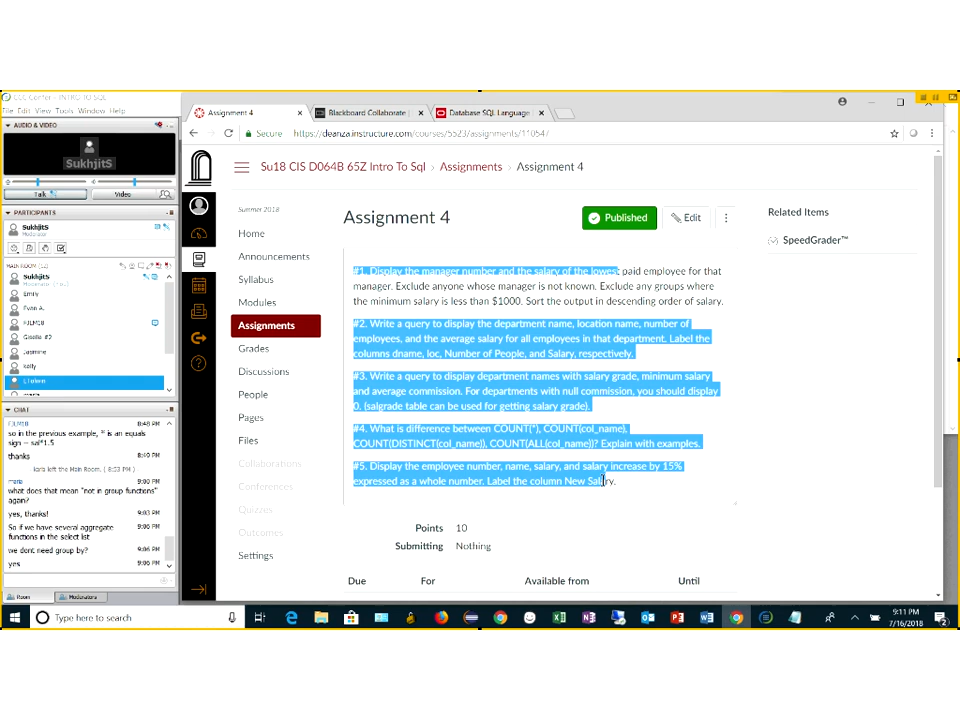 CCC Confer - INTRO TO SQL
File Edit View Tools Window Help
AUDIO & VIDEO
SukhjitS
Talk
Video
PARTICIPANTS
SukhjitS
MAIN ROOM (12)
SukhjitS
Emily
FJLM18
Giselle #2
Jasmine
kelly
CHAT
FJLM18 8:48 PM
so in the previous example, * is an equals
sign = sal*1.5
thanks 8:49 PM
kara left the Main Room. ( 8:53 PM )
9:00 PM
what does that mean "not in group functions"
again?
yes, thanks! 9:03 PM
So if we have several aggregate 9:06 PM
functions in the select list
we dont need group by? 9:06 PM
yes 9:06 PM
Room
Moderators
Assignment 4
Blackboard Collaborate
Database SQL Language
Secure
https://deanza.instructure.com/courses/5523/assignments/110547
Su18 CIS D064B 65Z Intro To Sql › Assignments › Assignment 4
Summer 2018
Home
Announcements
Syllabus
Modules
Assignments
Grades
Discussions
People
Pages
Files
Collaborations
Conferences
Quizzes
Outcomes
Settings
Assignment 4
Published
Edit
#1. Display the manager number and the salary of the lowest paid employee for that
manager. Exclude anyone whose manager is not known. Exclude any groups where
the minimum salary is less than $1000. Sort the output in descending order of salary.
#2. Write a query to display the department name, location name, number of
employees, and the average salary for all employees in that department. Label the
columns dname, loc, Number of People, and Salary, respectively.
#3. Write a query to display department names with salary grade, minimum salary
and average commission. For departments with null commission, you should display
0. (salgrade table can be used for getting salary grade).
#4. What is difference between COUNT(*), COUNT(col_name),
COUNT(DISTINCT(col_name)), COUNT(ALL(col_name))? Explain with examples.
#5. Display the employee number, name, salary, and salary increase by 15%
expressed as a whole number. Label the column New Salary.
Points 10
Submitting Nothing
Due For Available from Until
Related Items
SpeedGrader™
Type here to search
9:11 PM
7/16/2018